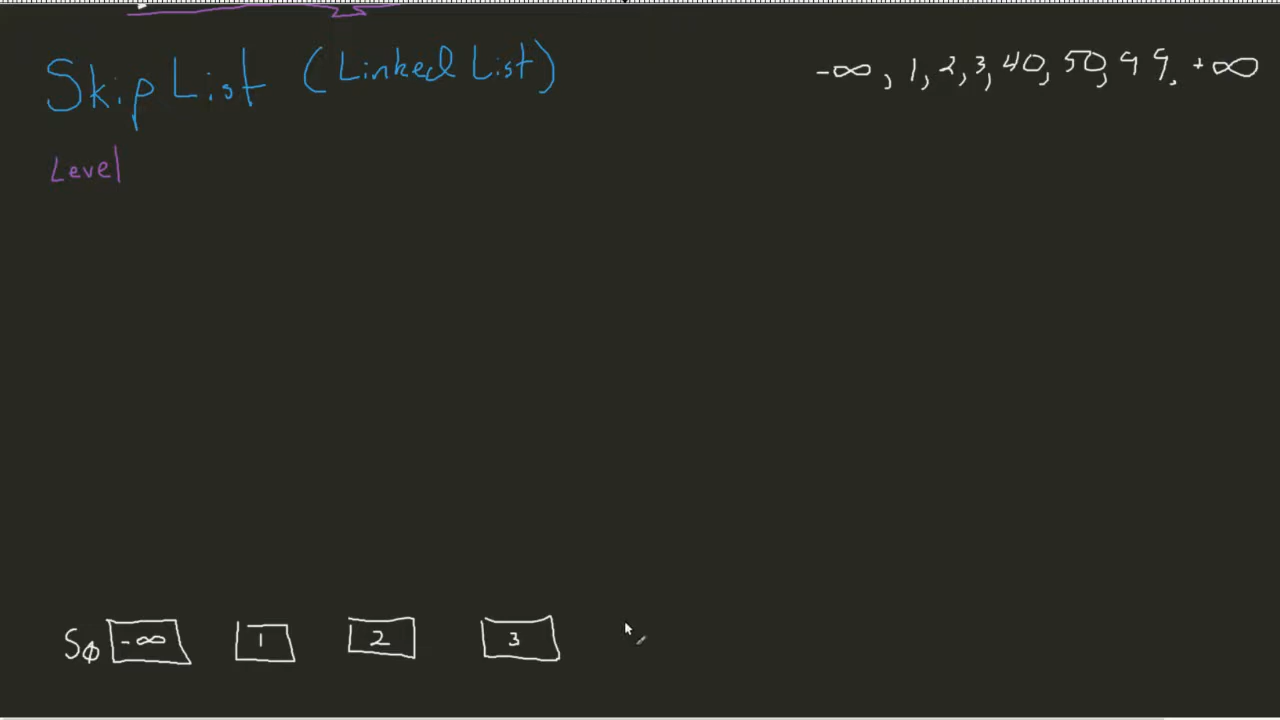 Skip List (Linked List)
-∞, 1, 2, 3, 40, 50, 99, +∞
Level
S0 -∞ 1 2 3